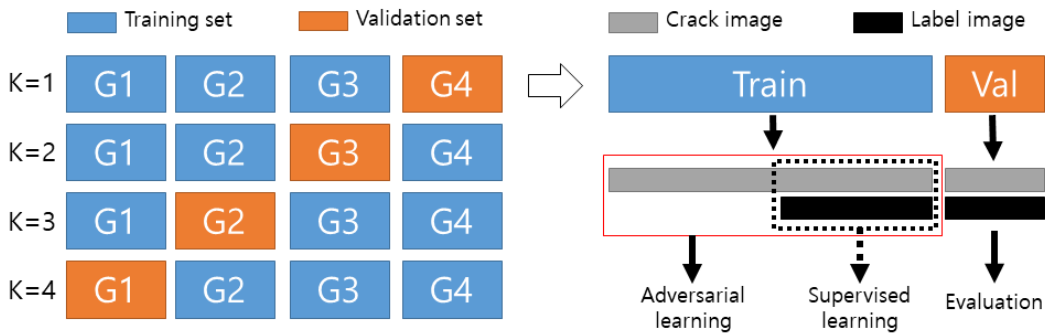 Training set Validation set
K=1 G1 G2 G3 G4
K=2 G1 G2 G3 G4
K=3 G1 G2 G3 G4
K=4 G1 G2 G3 G4
Crack image Label image
Train Val
Adversarial
learning
Supervised
learning
Evaluation